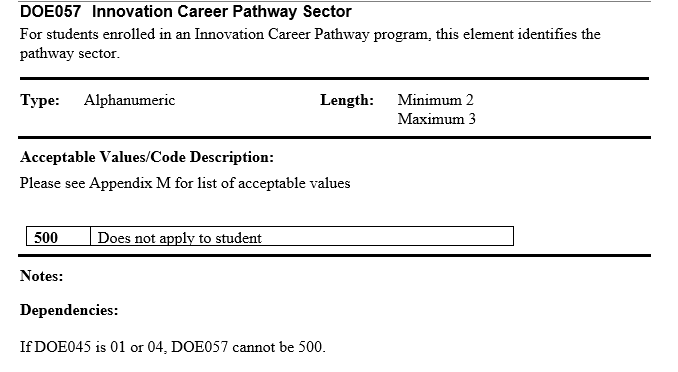 DOE057 Innovation Career Pathway Sector
For students enrolled in an Innovation Career Pathway program, this element identifies the
pathway sector.
Type: Alphanumeric Length: Minimum 2
Maximum 3
Acceptable Values/Code Description:
Please see Appendix M for list of acceptable values
500 Does not apply to student
Notes:
Dependencies:
If DOE045 is 01 or 04, DOE057 cannot be 500.